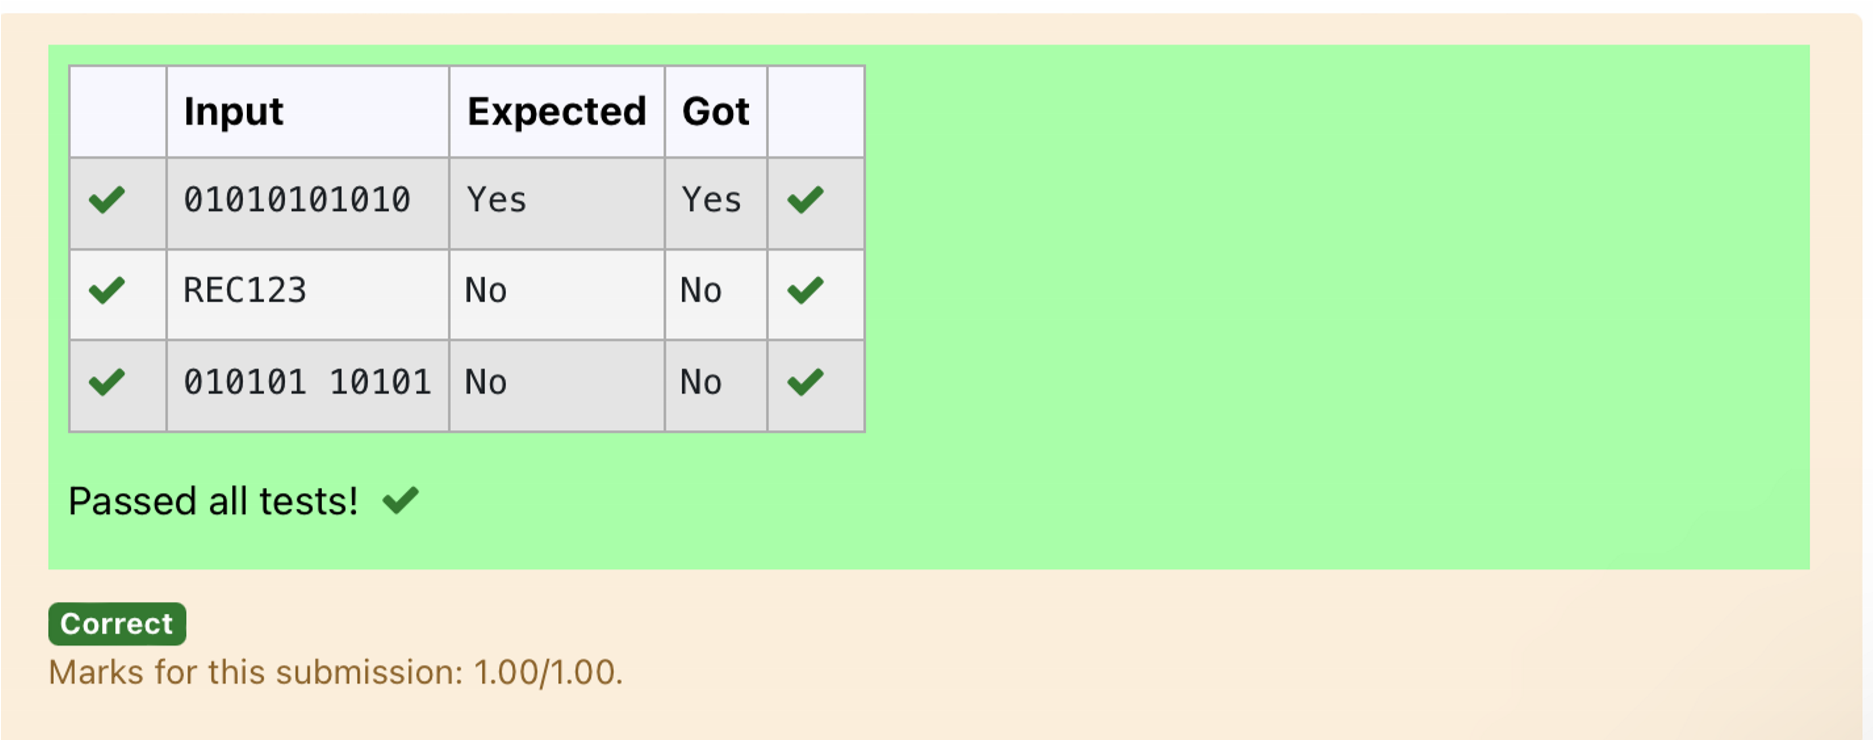 Input Expected Got
01010101010 Yes Yes
REC123 No No
010101 10101 No No
Passed all tests!
Correct
Marks for this submission: 1.00/1.00.